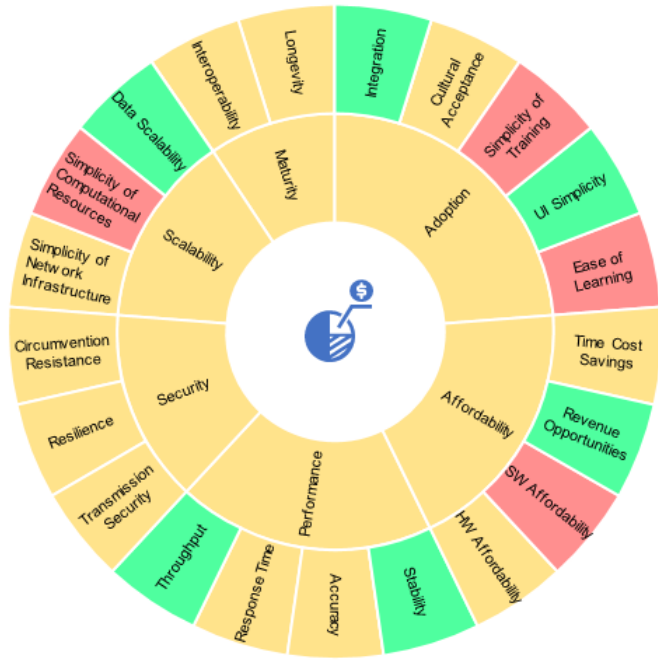 Integration
Cultural
Acceptance
Simplicity of
Training
UI Simplicity
Ease of
Learning
Time Cost
Savings
Revenue
Opportunities
SW Affordability
HW Affordability
Stability
Accuracy
Response Time
Throughput
Transmission
Security
Resilience
Circumvention
Resistance
Simplicity of
Network
Infrastructure
Simplicity of
Computational
Resources
Data Scalability
Interoperability
Longevity
Adoption
Affordability
Performance
Security
Scalability
Maturity
$